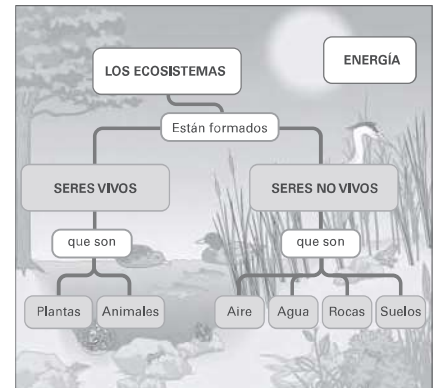 LOS ECOSISTEMAS
ENERGÍA
Están formados
SERES VIVOS
SERES NO VIVOS
que son
que son
Plantas
Animales
Aire
Agua
Rocas
Suelos